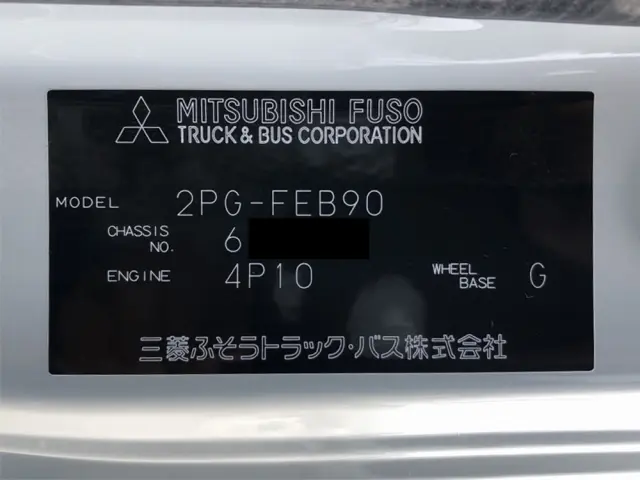 MITSUBISHI FUSO
TRUCK & BUS CORPORATION
MODEL 2PG-FEB90
CHASSIS NO. 6
ENGINE 4P10 WHEEL BASE G
三菱ふそうトラック・バス株式会社